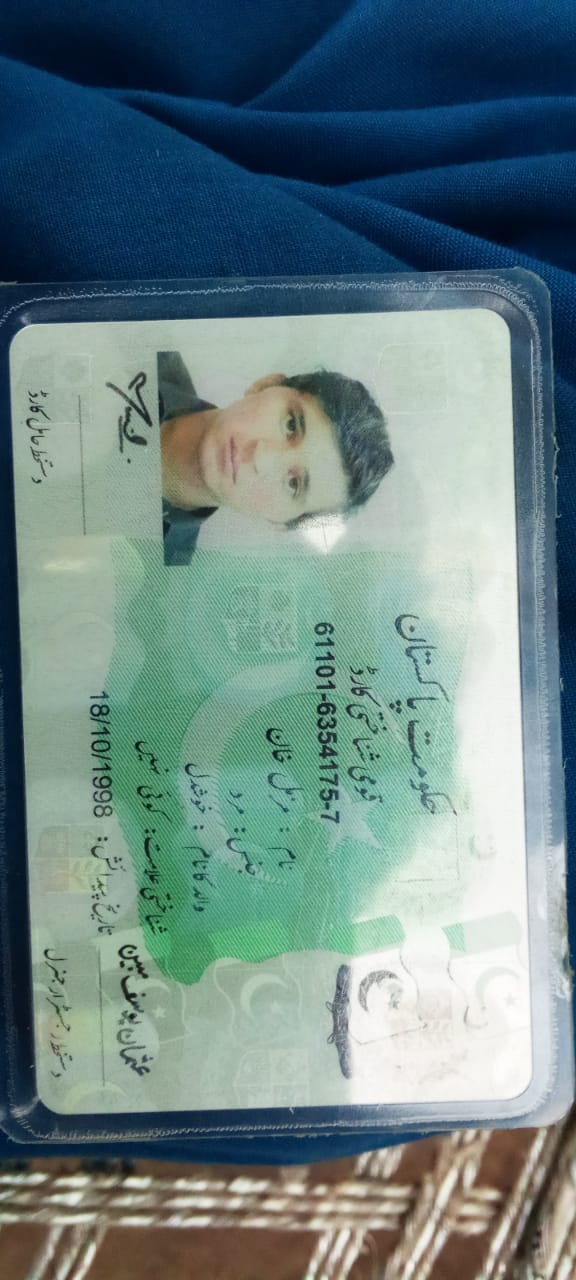 حکومت پاکستان
قومی شناختی کارڈ
61101-6354175-7
نام : مزمل خان
جنس: مرد
والد کا نام : خوشدل
شناختی علامت: کوئی نہیں
تاریخ پیدائش: 18/10/1998
عثمان یوسف مبین
دستخط رجسٹرار جنرل
دستخط حامل کارڈ